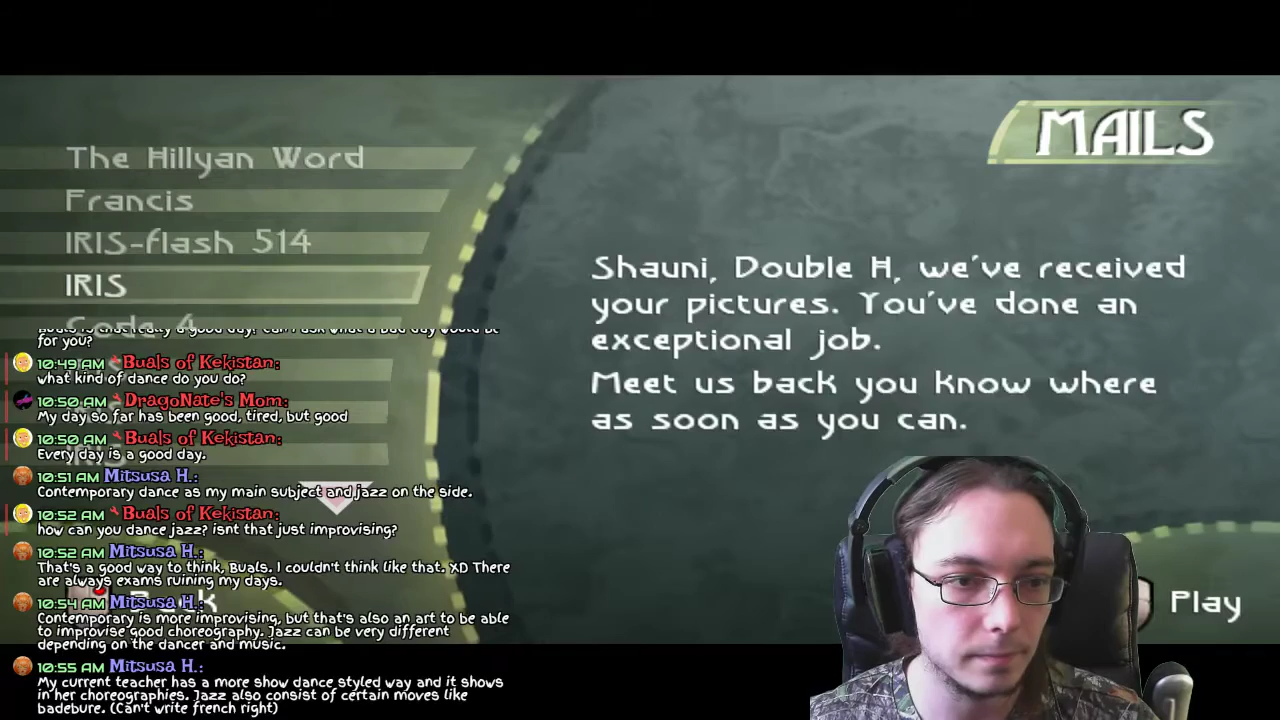 MAILS
The Hillyan Word
Francis
IRIS-flash 514
IRIS
Code 4
IRIS
Shauni, Double H, we've received
your pictures. You've done an
exceptional job.
Meet us back you know where
as soon as you can.
Back
Play
for you?
10:49 AM Buals of Kekistan:
what kind of dance do you do?
10:50 AM DragoNate's Mom:
My day so far has been good, tired, but good
10:50 AM Buals of Kekistan:
Every day is a good day.
10:51 AM Mitsusa H.:
Contemporary dance as my main subject and jazz on the side.
10:52 AM Buals of Kekistan:
how can you dance jazz? isnt that just improvising?
10:52 AM Mitsusa H.:
That's a good way to think, Buals. I couldn't think like that. XD There
are always exams ruining my days.
10:54 AM Mitsusa H.:
Contemporary is more improvising, but that's also an art to be able
to improvise good choreography. Jazz can be very different
depending on the dancer and music.
10:55 AM Mitsusa H.:
My current teacher has a more show dance styled way and it shows
in her choreographies. Jazz also consist of certain moves like
badebure. (Can't write french right)